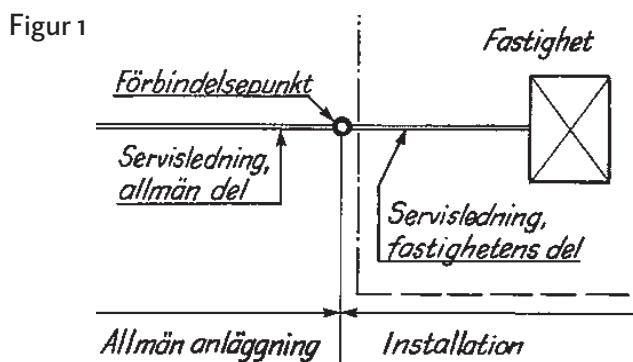 Figur 1
Fastighet
Förbindelsepunkt
Servisledning,
allmän del
Servisledning,
fastighetens del
Allmän anläggning
Installation